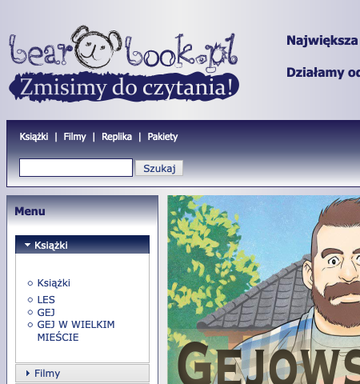 bear book.pl
Zmisimy do czytania!
Największa
Działamy od
Książki | Filmy | Replika | Pakiety
Szukaj
Menu
Książki
Książki
LES
GEJ
GEJ W WIELKIM
MIEŚCIE
Filmy
GEJOWS